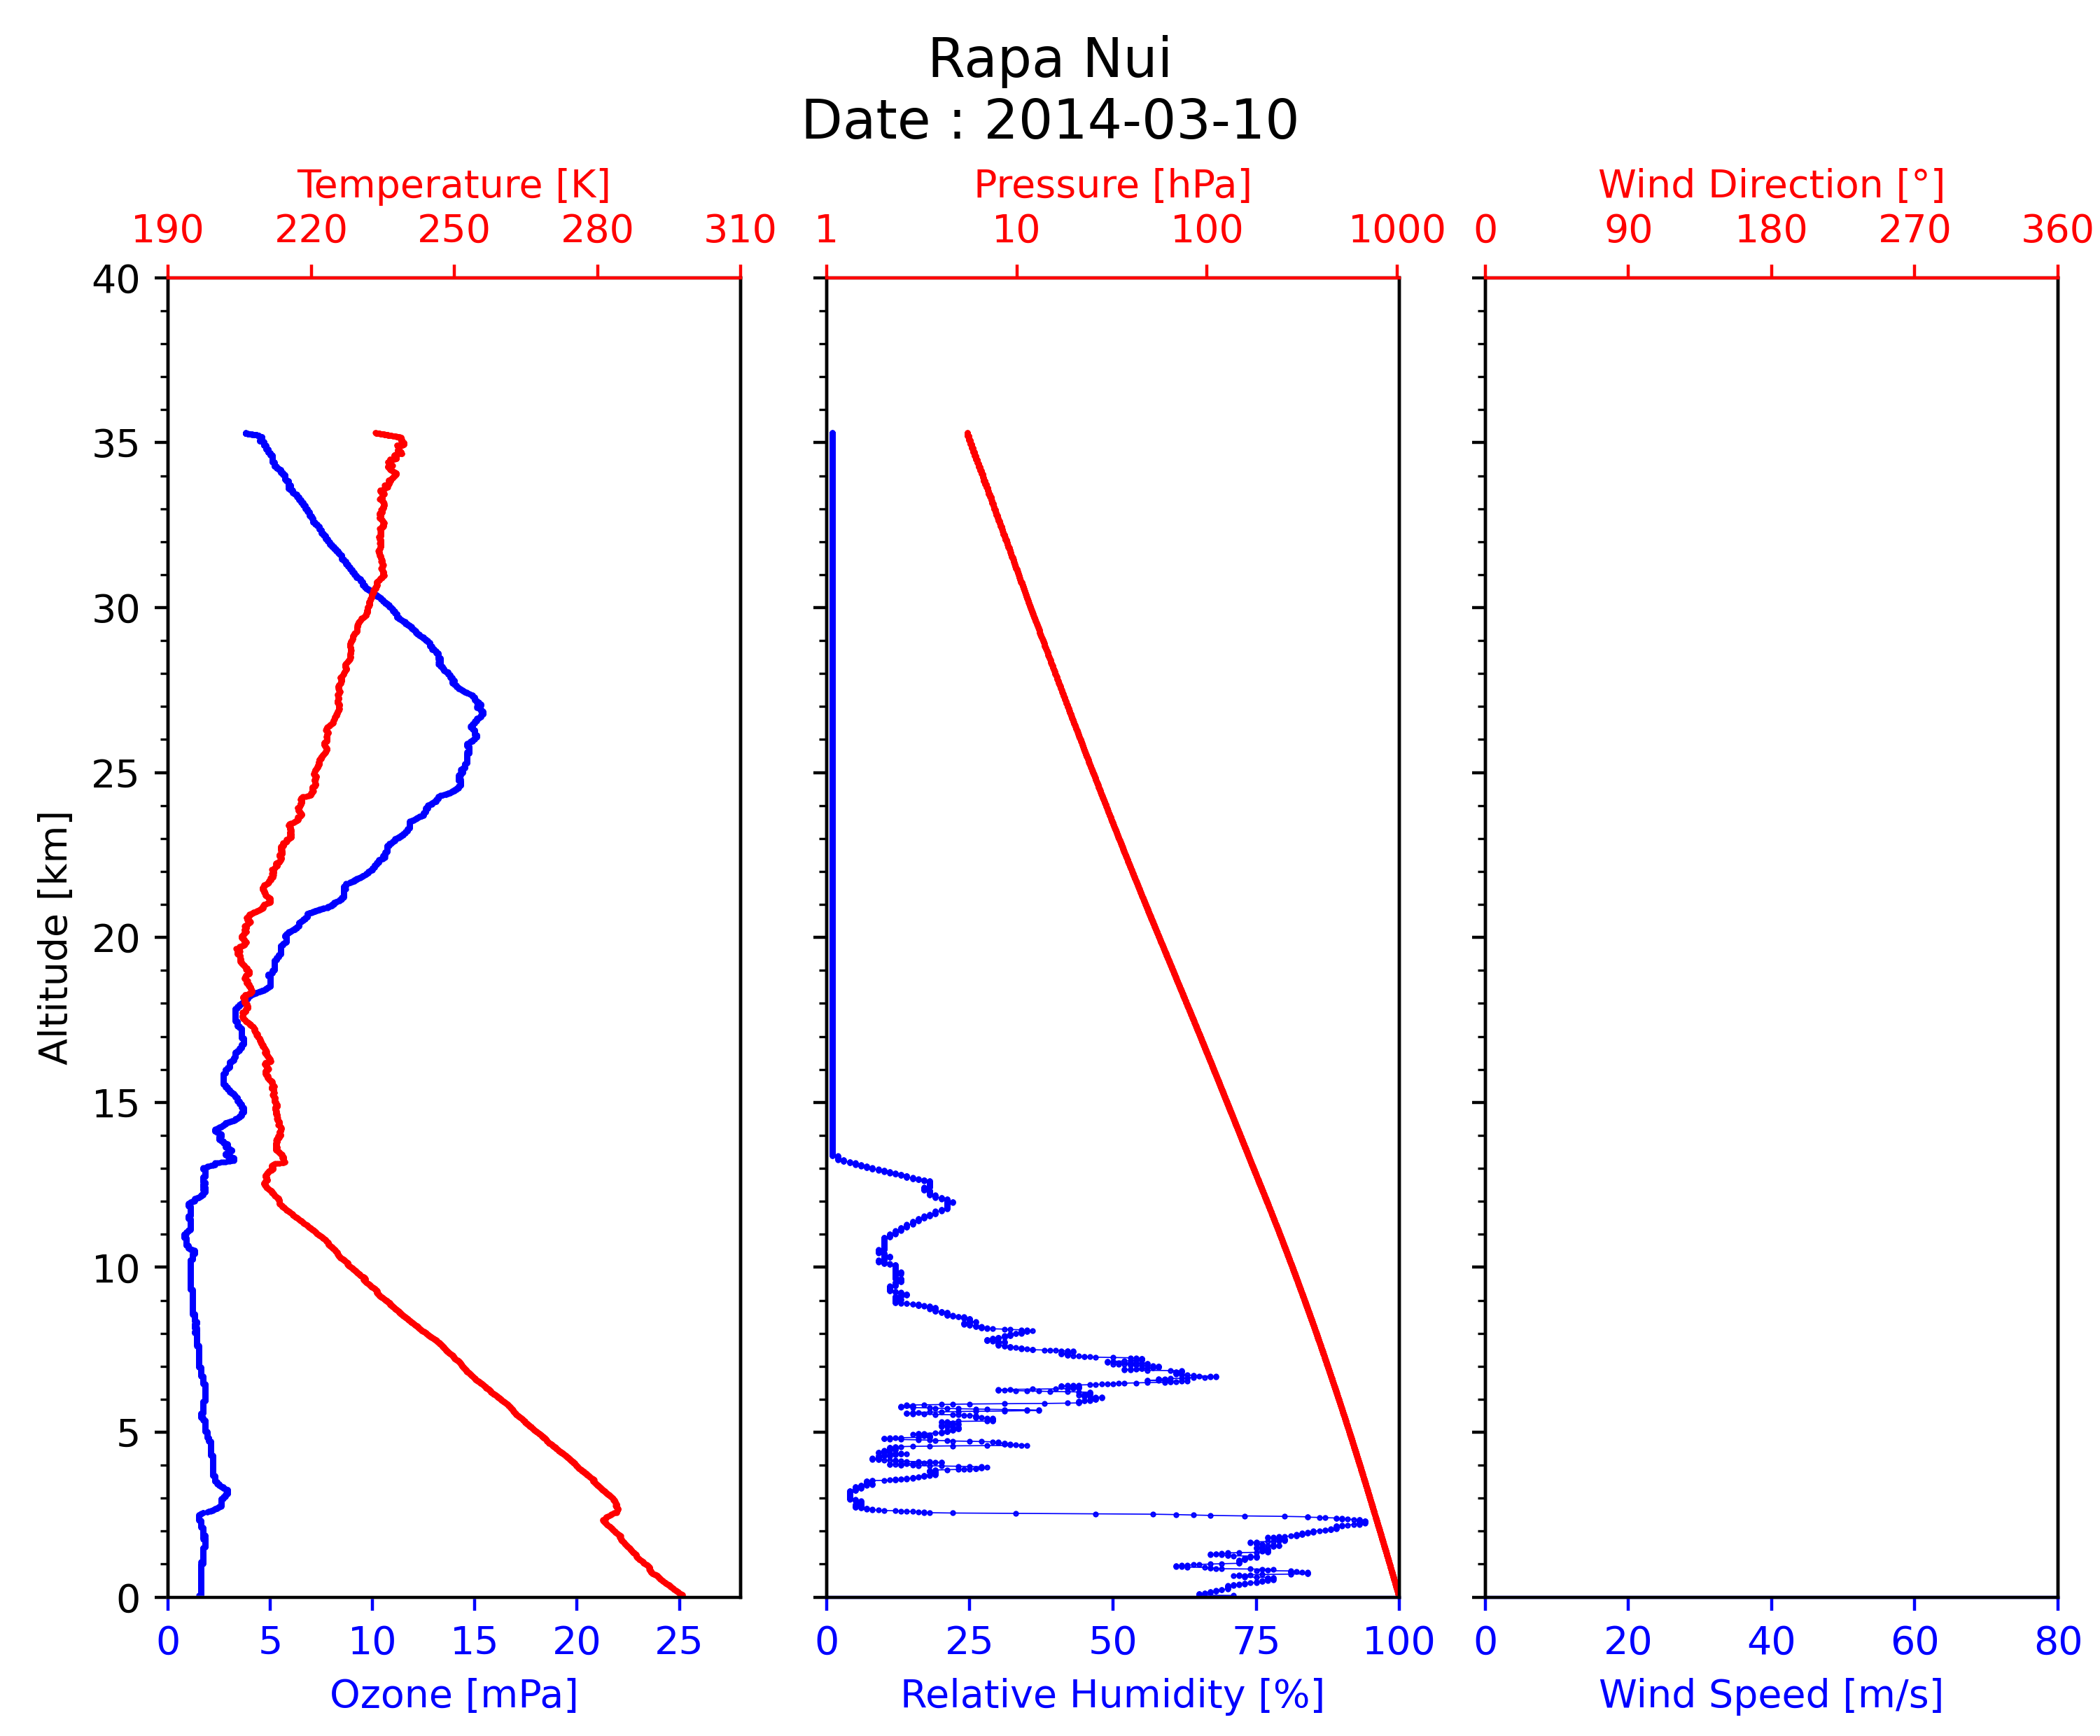 Rapa Nui
Date : 2014-03-10
Temperature [K]
190 220 250 280 310
Pressure [hPa]
1 10 100 1000
Wind Direction [°]
0 90 180 270 360
Altitude [km]
40
35
30
25
20
15
10
5
0
0 5 10 15 20 25
Ozone [mPa]
0 25 50 75 100
Relative Humidity [%]
0 20 40 60 80
Wind Speed [m/s]